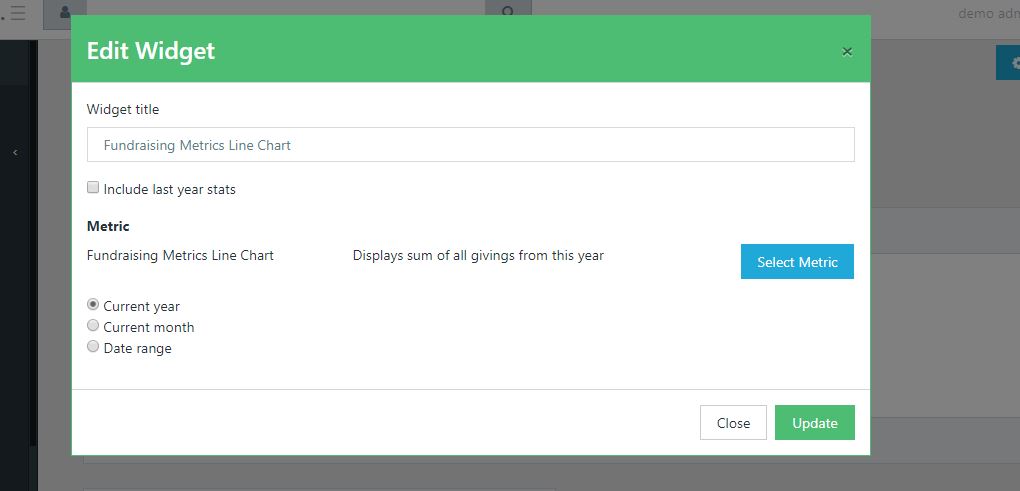 demo adm
Edit Widget
×
Widget title
Fundraising Metrics Line Chart
Include last year stats
Metric
Fundraising Metrics Line Chart Displays sum of all givings from this year Select Metric
Current year
Current month
Date range
Close Update